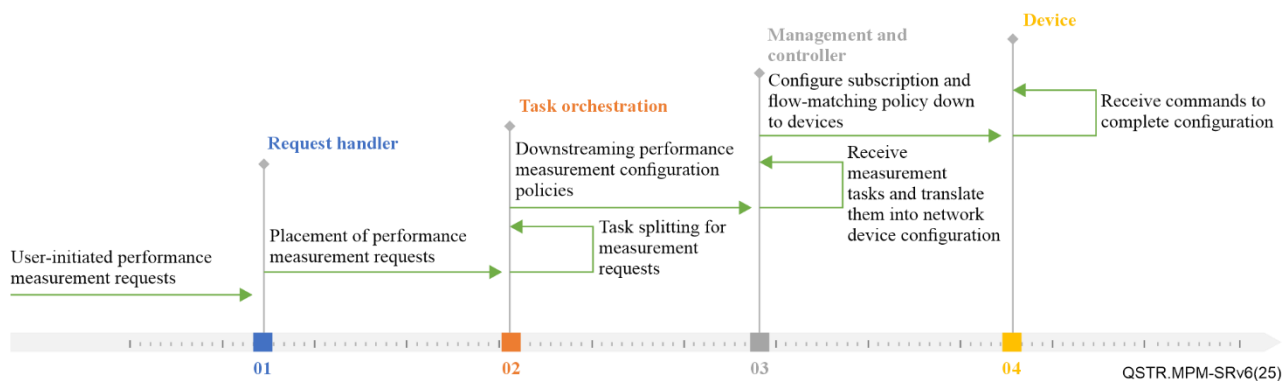 Device
Management and
controller
Configure subscription and
flow-matching policy down
to devices
Receive commands to
complete configuration
Task orchestration
Request handler
Downstreaming performance
measurement configuration
policies
Receive
measurement
tasks and translate
them into network
device configuration
Placement of performance
measurement requests
Task splitting for
measurement
requests
User-initiated performance
measurement requests
01
02
03
04
QSTR.MPM-SRv6(25)